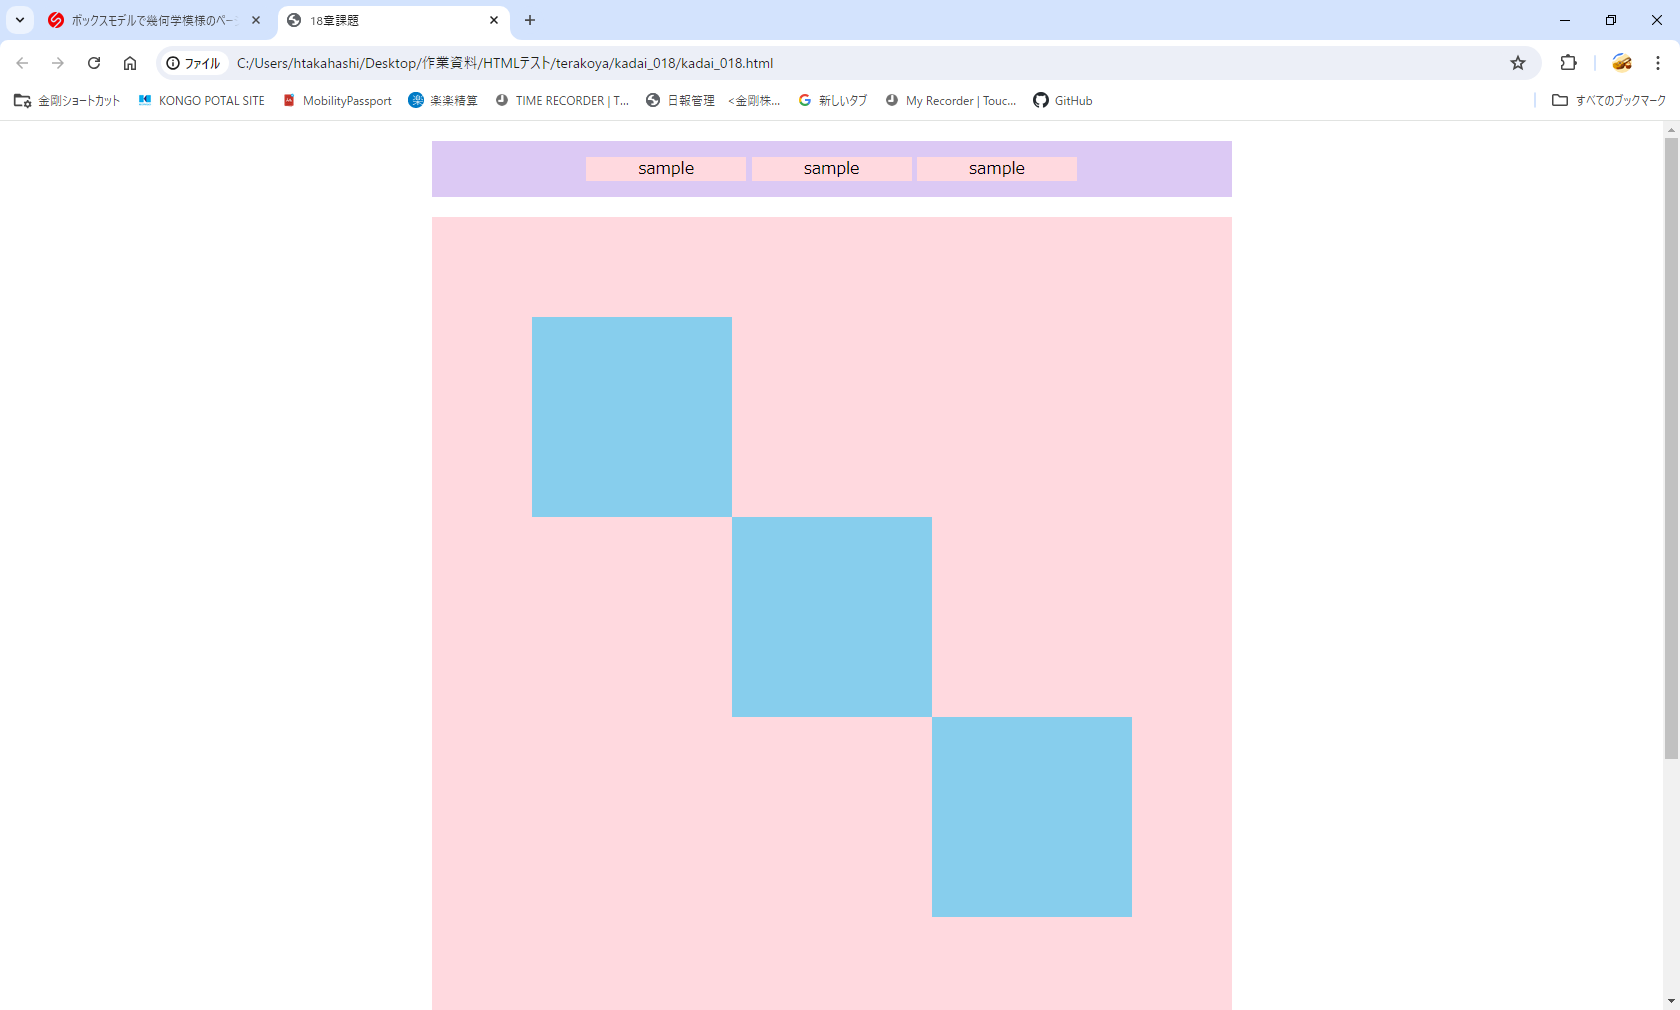 ボックスモデルで幾何学模様のペー
18章課題
ファイル
C:/Users/htakahashi/Desktop/作業資料/HTMLテスト/terakoya/kadai_018/kadai_018.html
金剛ショートカット KONGO POTAL SITE MobilityPassport 楽 楽楽精算 TIME RECORDER | T... 日報管理 <金剛株... 新しいタブ My Recorder | Touc... GitHub すべてのブックマーク
sample sample sample